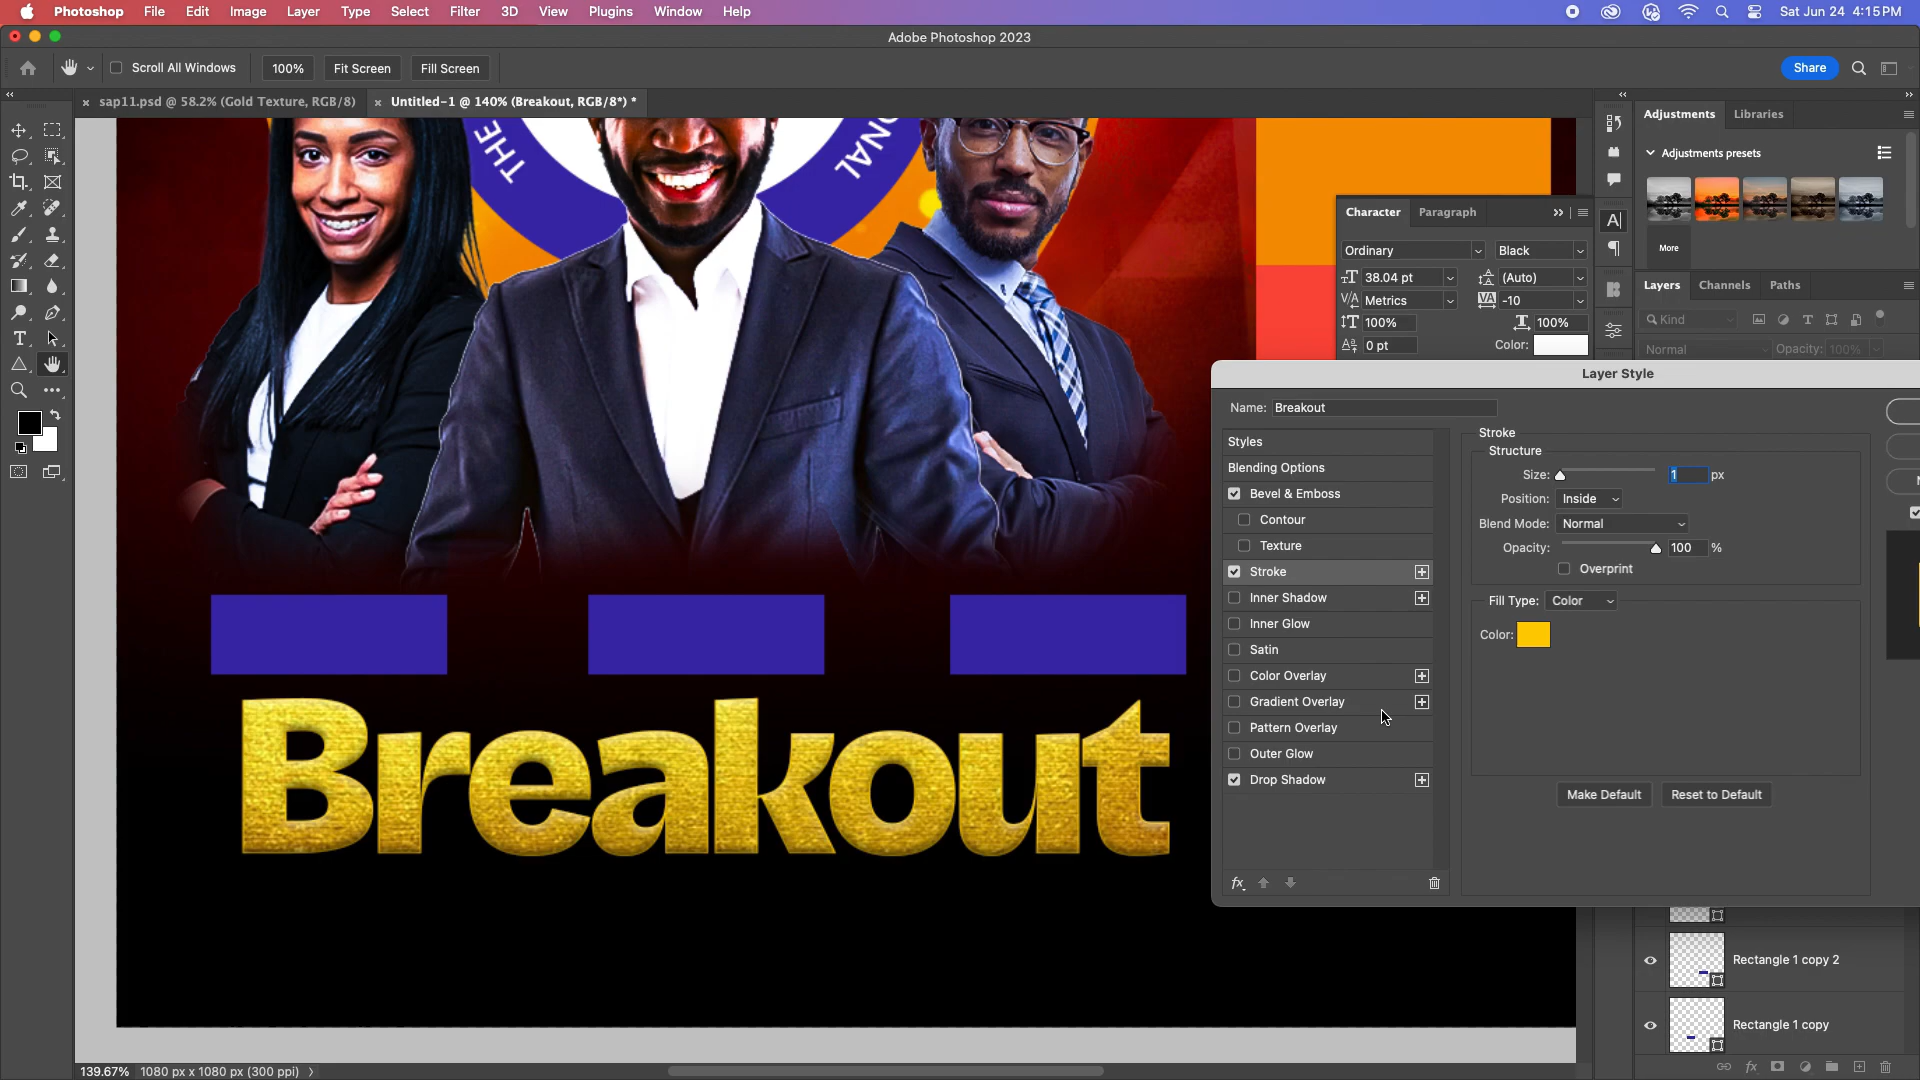 Photoshop File Edit Image Layer Type Select Filter 3D View Plugins Window Help Sat Jun 24 4:15 PM
Adobe Photoshop 2023
Scroll All Windows 100% Fit Screen Fill Screen Share
sap11.psd @ 58.2% (Gold Texture, RGB/8)
Untitled-1 @ 140% (Breakout, RGB/8*) *
Adjustments Libraries
Adjustments presets
More
THE
ONAL
Character Paragraph
Ordinary Black
38.04 pt (Auto)
Metrics -10
100% 100%
0 pt Color:
Layers Channels Paths
Kind
Normal Opacity: 100%
Layer Style
Name: Breakout
Styles
Blending Options
Bevel & Emboss
Contour
Texture
Stroke
Inner Shadow
Inner Glow
Satin
Color Overlay
Gradient Overlay
Pattern Overlay
Outer Glow
Drop Shadow
fx
Stroke
Structure
Size: 1 px
Position: Inside
Blend Mode: Normal
Opacity: 100 %
Overprint
Fill Type: Color
Color:
Make Default Reset to Default
Breakout
Rectangle 1 copy 2
Rectangle 1 copy
fx
139.67% 1080 px x 1080 px (300 ppi)